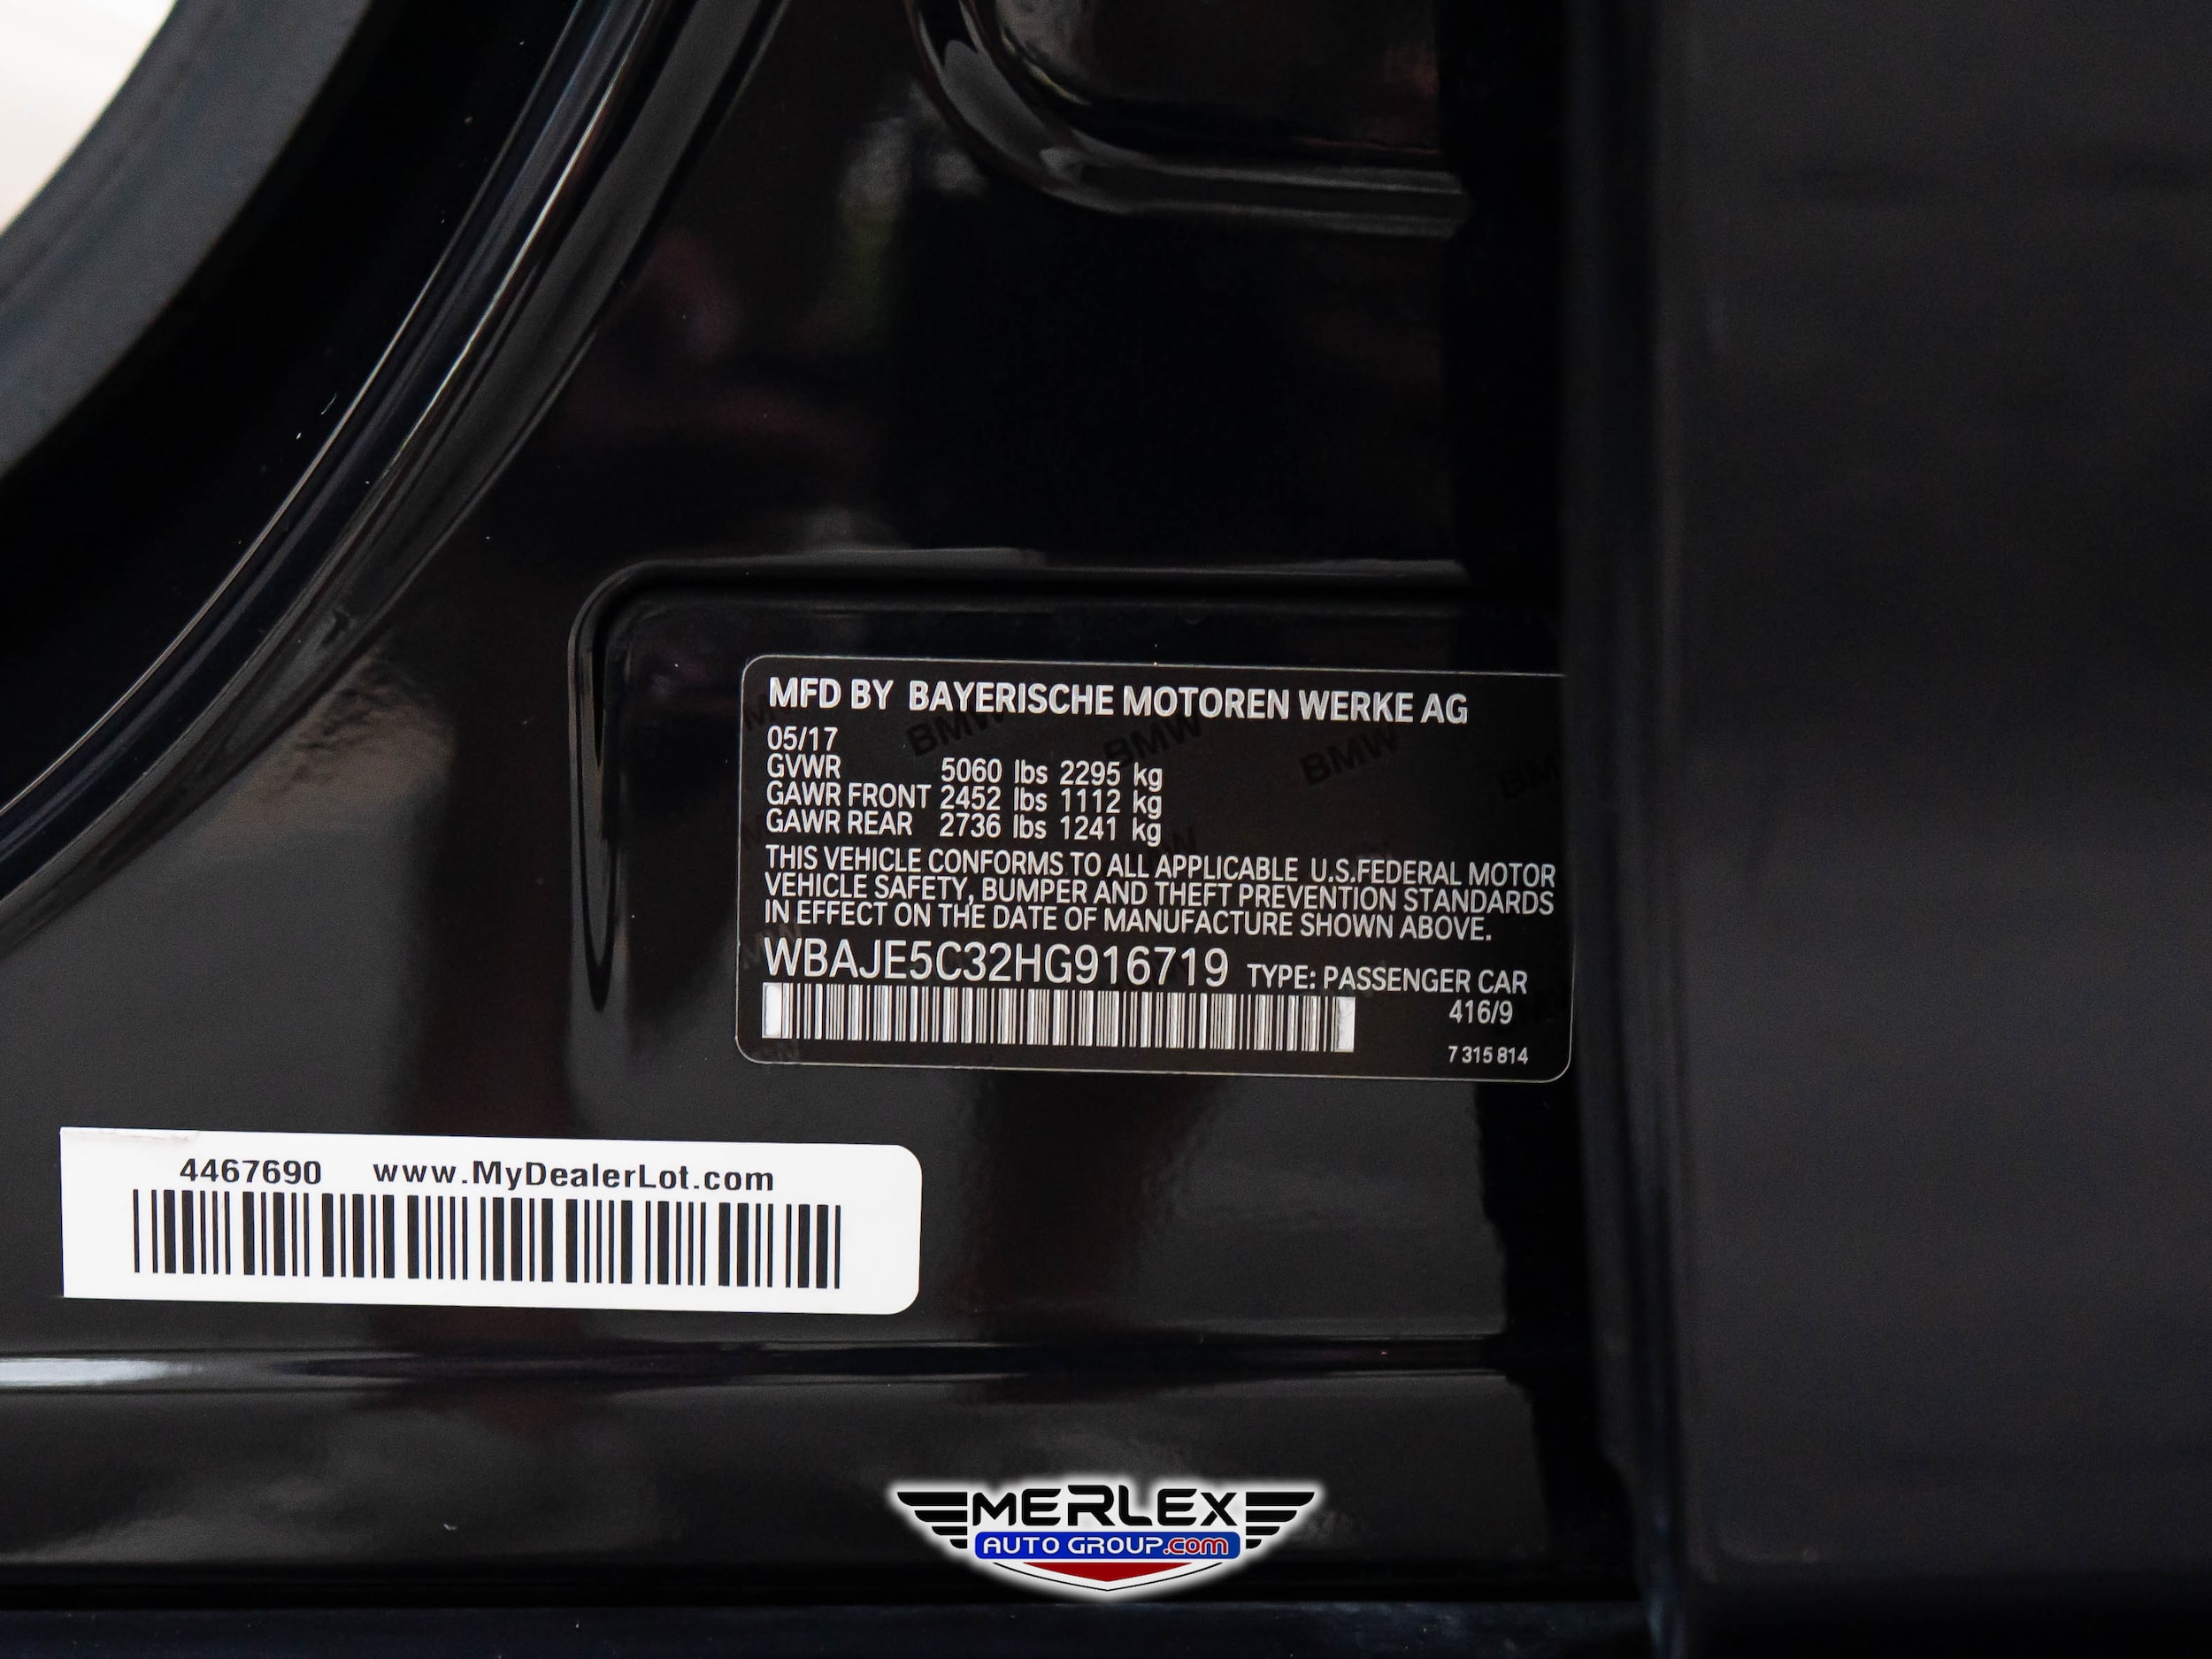 MFD BY BAYERISCHE MOTOREN WERKE AG
05/17
GVWR 5060 lbs 2295 kg
GAWR FRONT 2452 lbs 1112 kg
GAWR REAR 2736 lbs 1241 kg
THIS VEHICLE CONFORMS TO ALL APPLICABLE U.S.FEDERAL MOTOR
VEHICLE SAFETY, BUMPER AND THEFT PREVENTION STANDARDS
IN EFFECT ON THE DATE OF MANUFACTURE SHOWN ABOVE.
WBAJE5C32HG916719 TYPE: PASSENGER CAR
416/9
7 315 814
BMW BMW BMW
4467690 www.MyDealerLot.com
MERLEX
AUTO GROUP.com